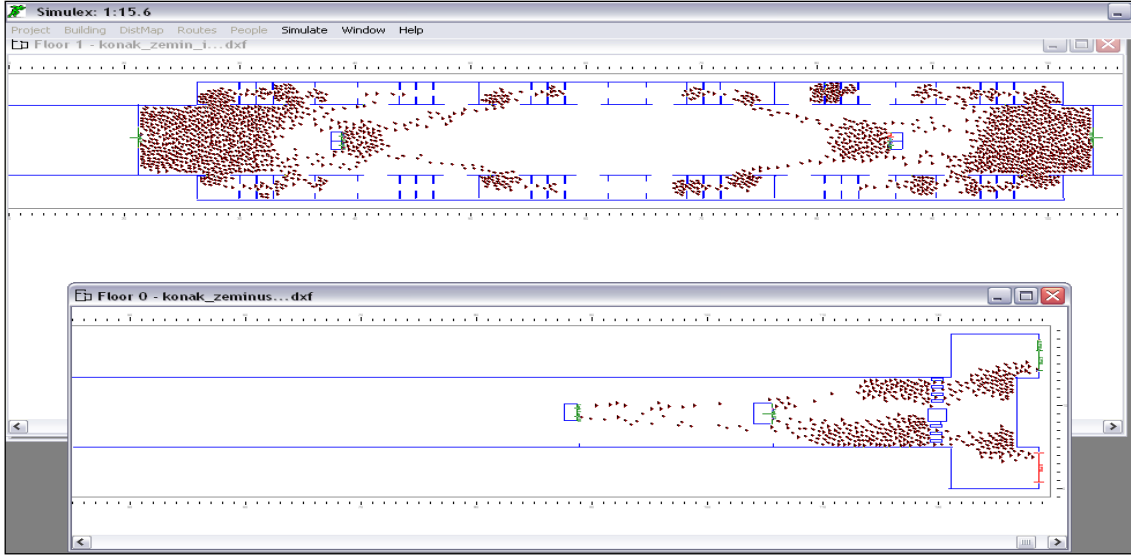 Simulex: 1:15.6
Project Building DistMap Routes People Simulate Window Help
Floor 1 - konak_zemin_i...dxf
Floor 0 - konak_zeminus...dxf